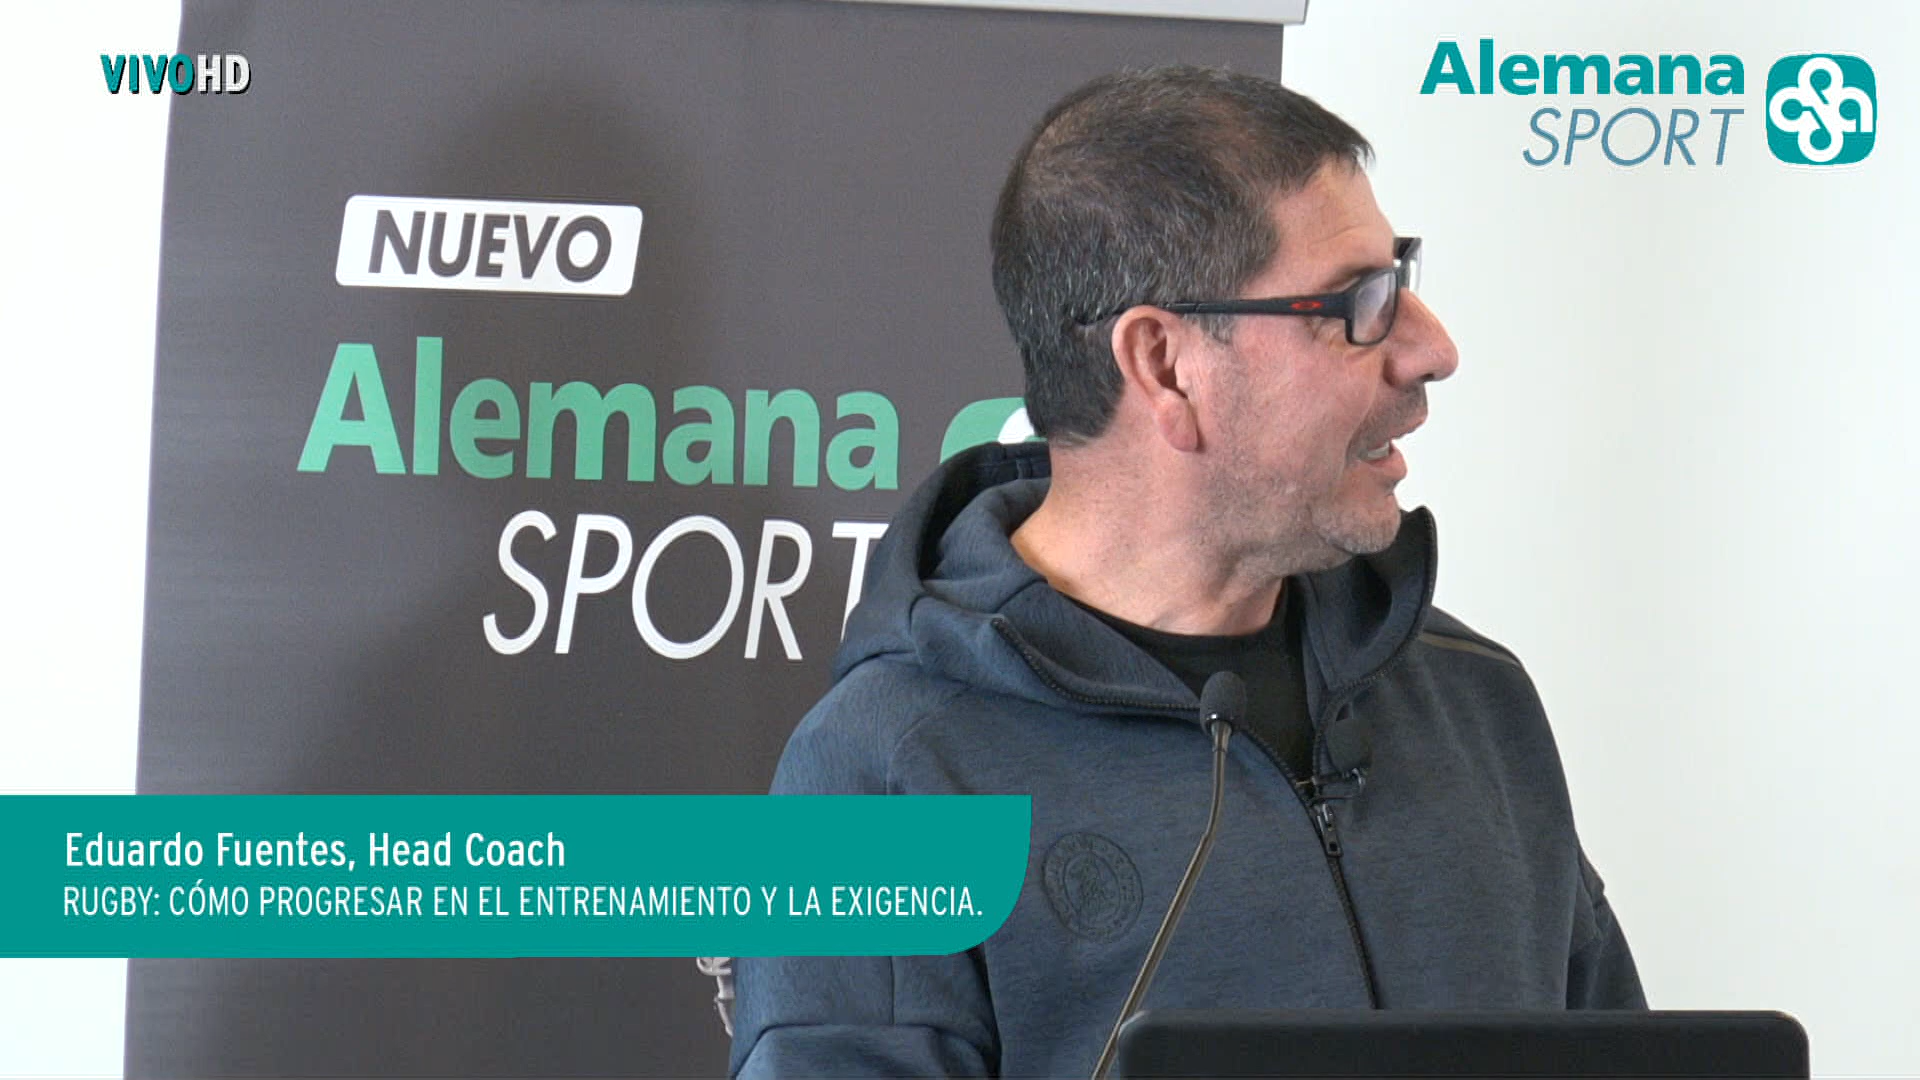 VIVOHD
Alemana
SPORT
NUEVO
Alemana
SPORT
Eduardo Fuentes, Head Coach
RUGBY: CÓMO PROGRESAR EN EL ENTRENAMIENTO Y LA EXIGENCIA.